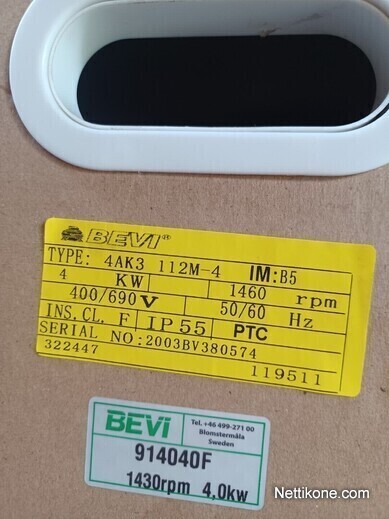 BEVI®
TYPE: 4AK3 112M-4 IM:B5
4 KW 1460 rpm
400/690 V 50/60 Hz
INS.CL. F IP55 PTC
SERIAL NO:2003BV380574
322447 119511
BEVI Tel. +46 499-271 00
Blomstermåla
Sweden
914040F
1430rpm 4,0kw
Nettikone.com